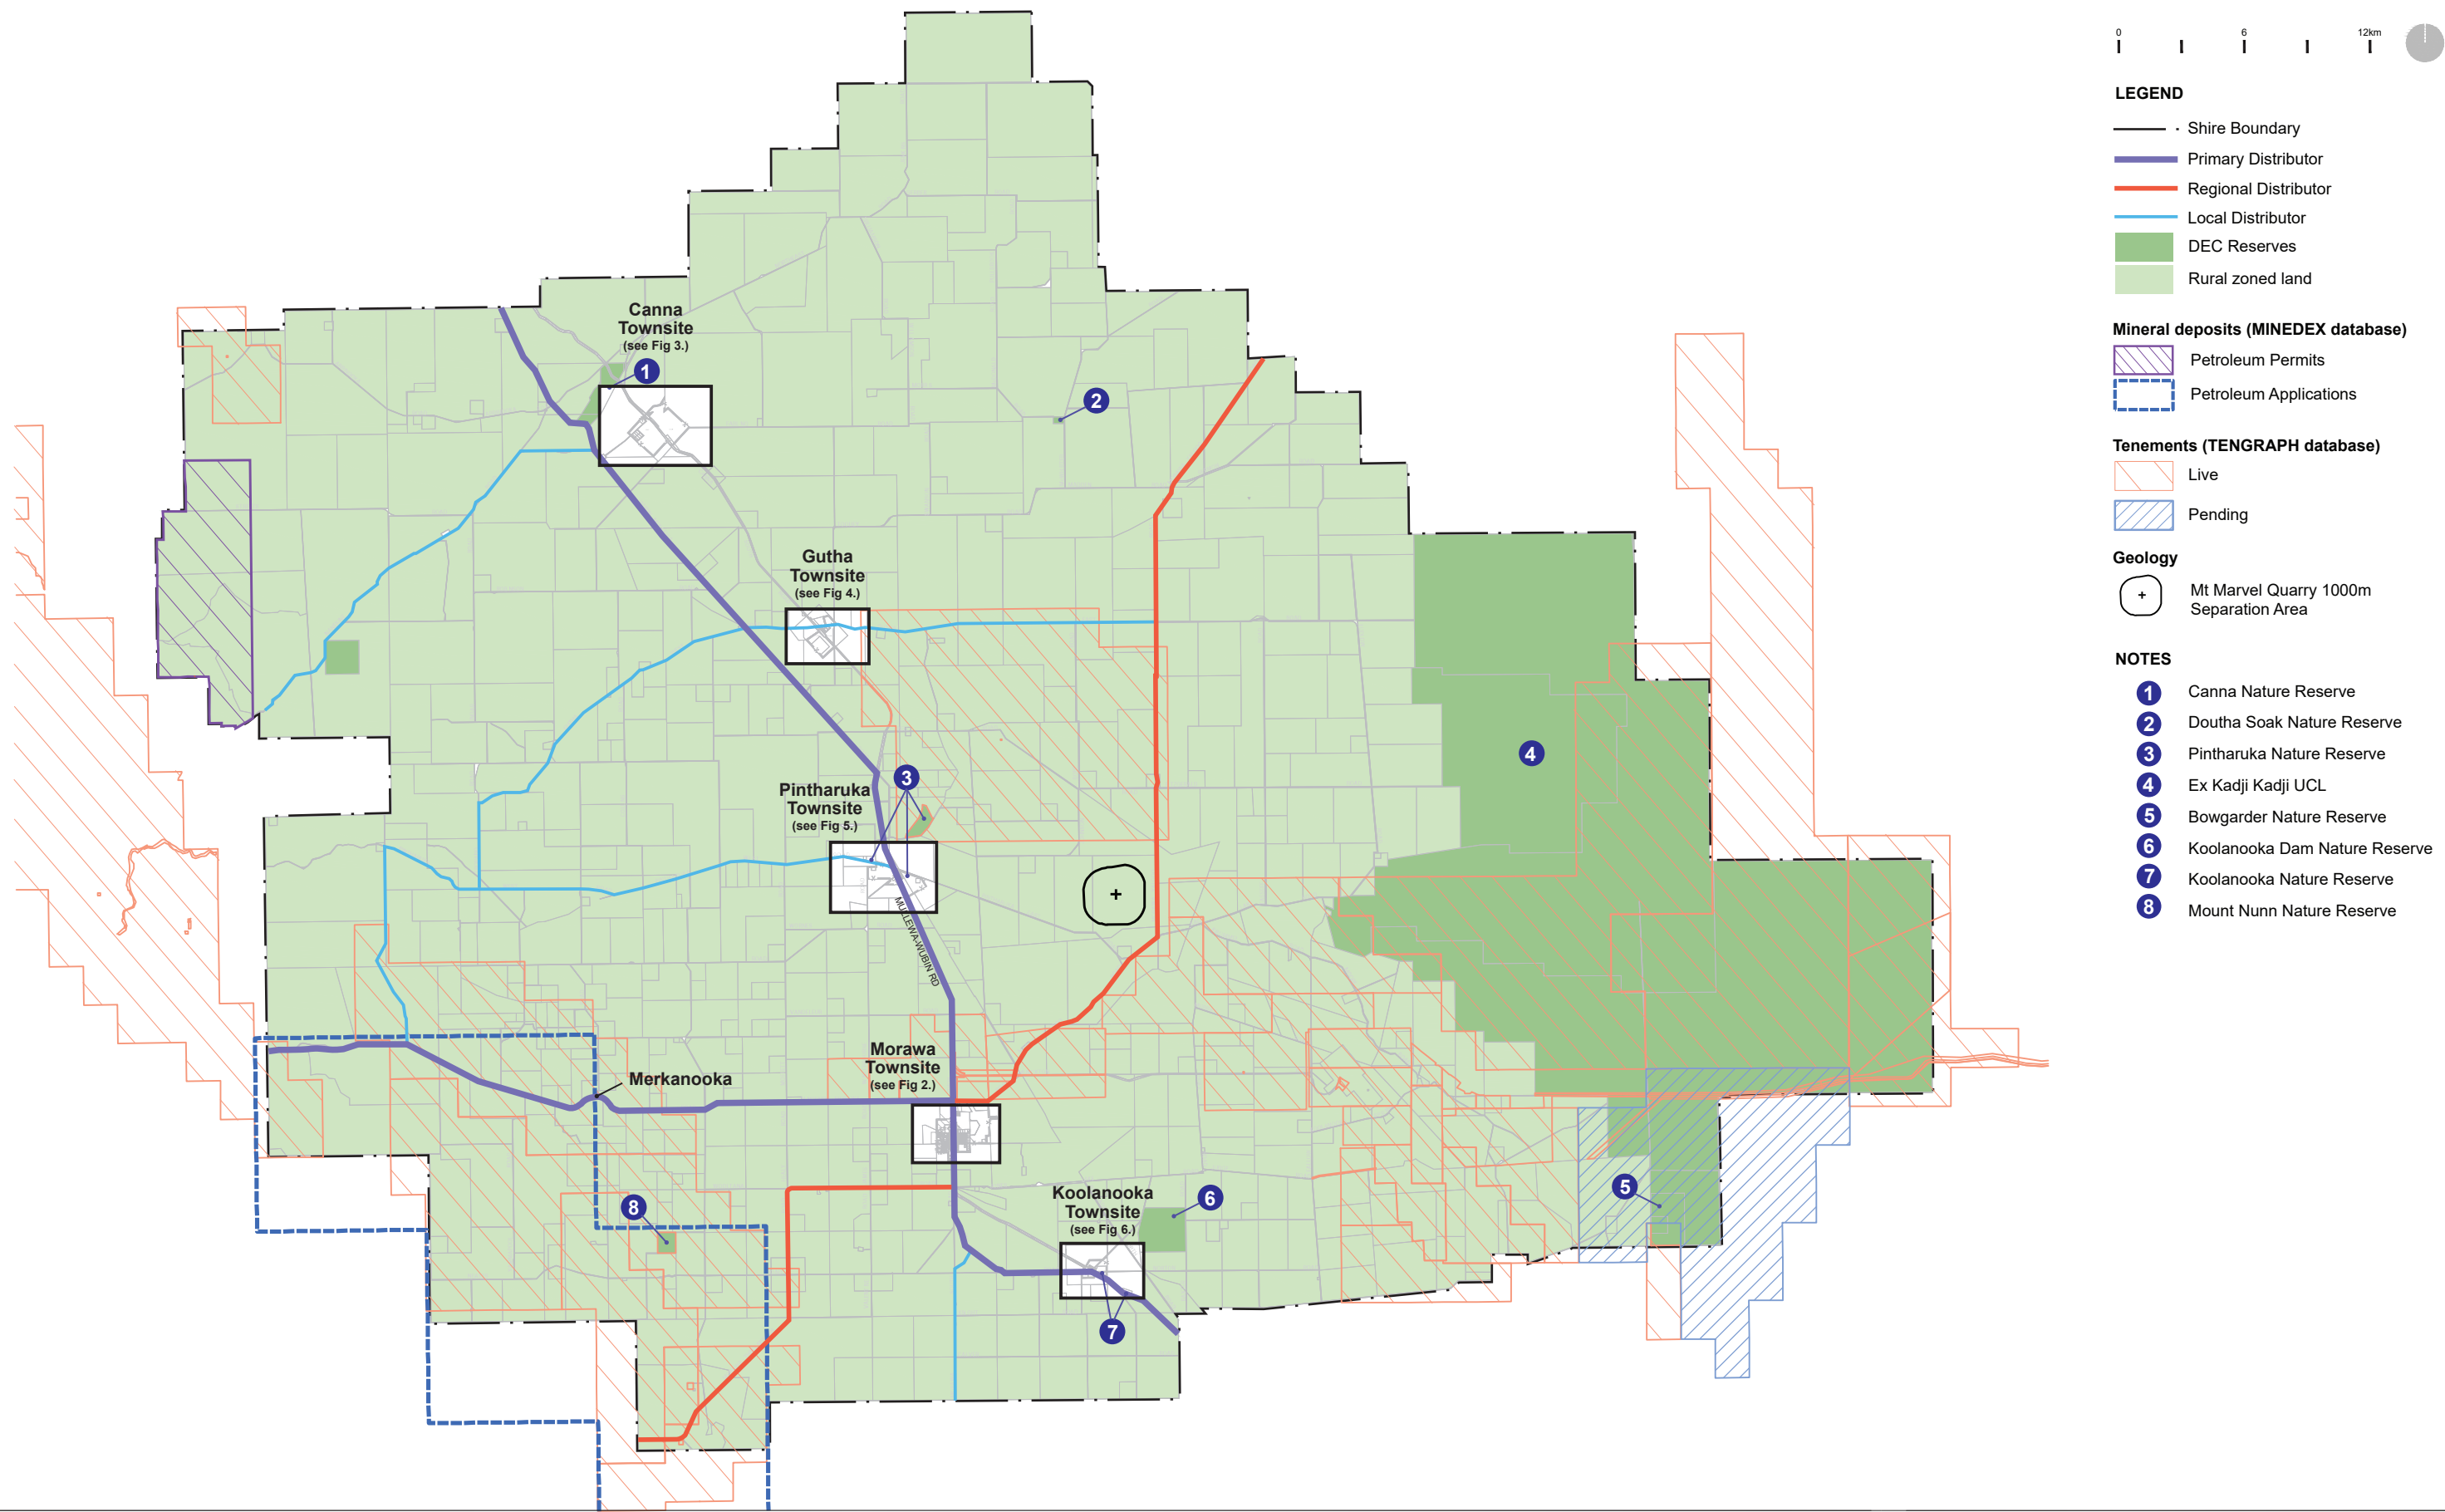 0 6 12km
LEGEND
Shire Boundary
Primary Distributor
Regional Distributor
Local Distributor
DEC Reserves
Rural zoned land
Mineral deposits (MINEDEX database)
Petroleum Permits
Petroleum Applications
Tenements (TENGRAPH database)
Live
Pending
Geology
Mt Marvel Quarry 1000m
Separation Area
NOTES
1 Canna Nature Reserve
2 Doutha Soak Nature Reserve
3 Pintharuka Nature Reserve
4 Ex Kadji Kadji UCL
5 Bowgarder Nature Reserve
6 Koolanooka Dam Nature Reserve
7 Koolanooka Nature Reserve
8 Mount Nunn Nature Reserve
Canna
Townsite
(see Fig 3.)
1
2
Gutha
Townsite
(see Fig 4.)
4
3
Pintharuka
Townsite
(see Fig 5.)
MULLEWA-WUBIN RD
Morawa
Townsite
(see Fig 2.)
Merkanooka
5
Koolanooka
Townsite
(see Fig 6.)
6
8
7